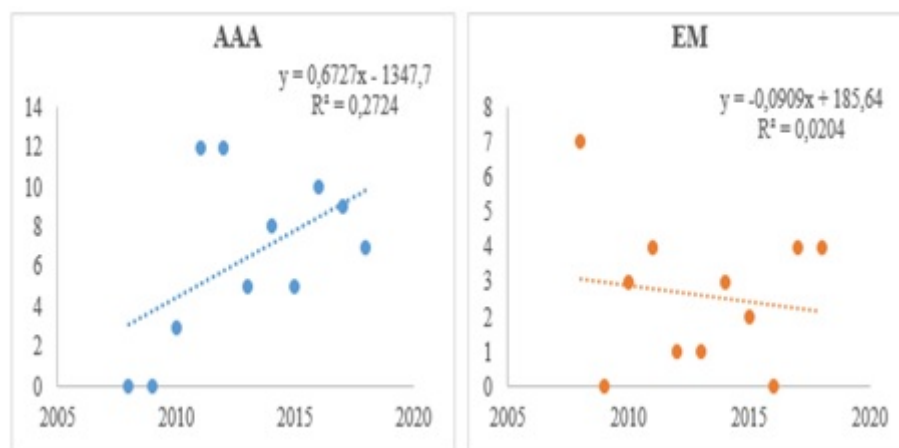 AAA
y = 0,6727x - 1347,7
R² = 0,2724
14
12
10
8
6
4
2
0
2005 2010 2015 2020
EM
y = -0,0909x + 185,64
R² = 0,0204
8
7
6
5
4
3
2
1
0
2005 2010 2015 2020